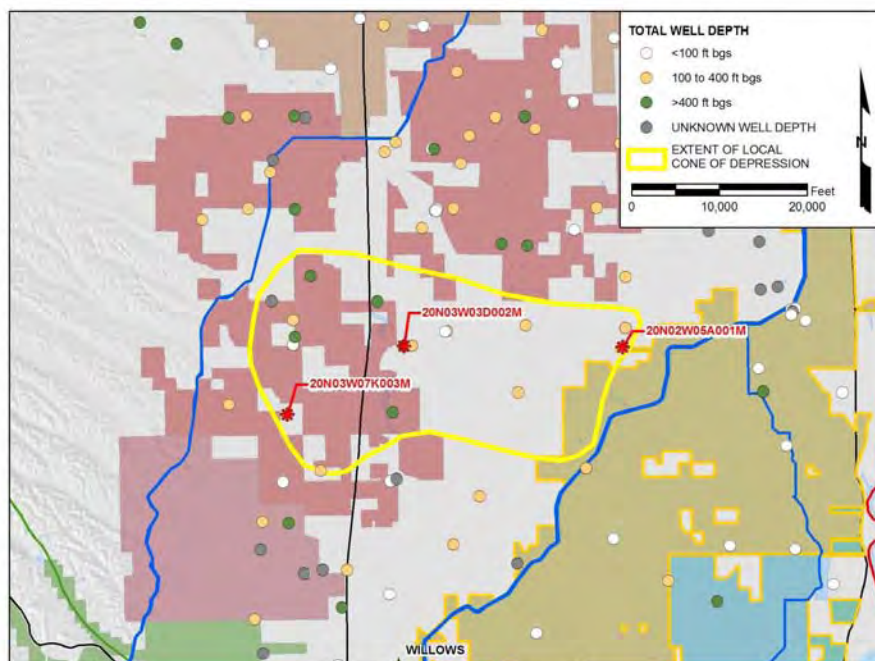 TOTAL WELL DEPTH
<100 ft bgs
100 to 400 ft bgs
>400 ft bgs
UNKNOWN WELL DEPTH
EXTENT OF LOCAL
CONE OF DEPRESSION
N
Feet
0 10,000 20,000
20N03W03D002M
20N02W05A001M
20N03W07K003M
WILLOWS